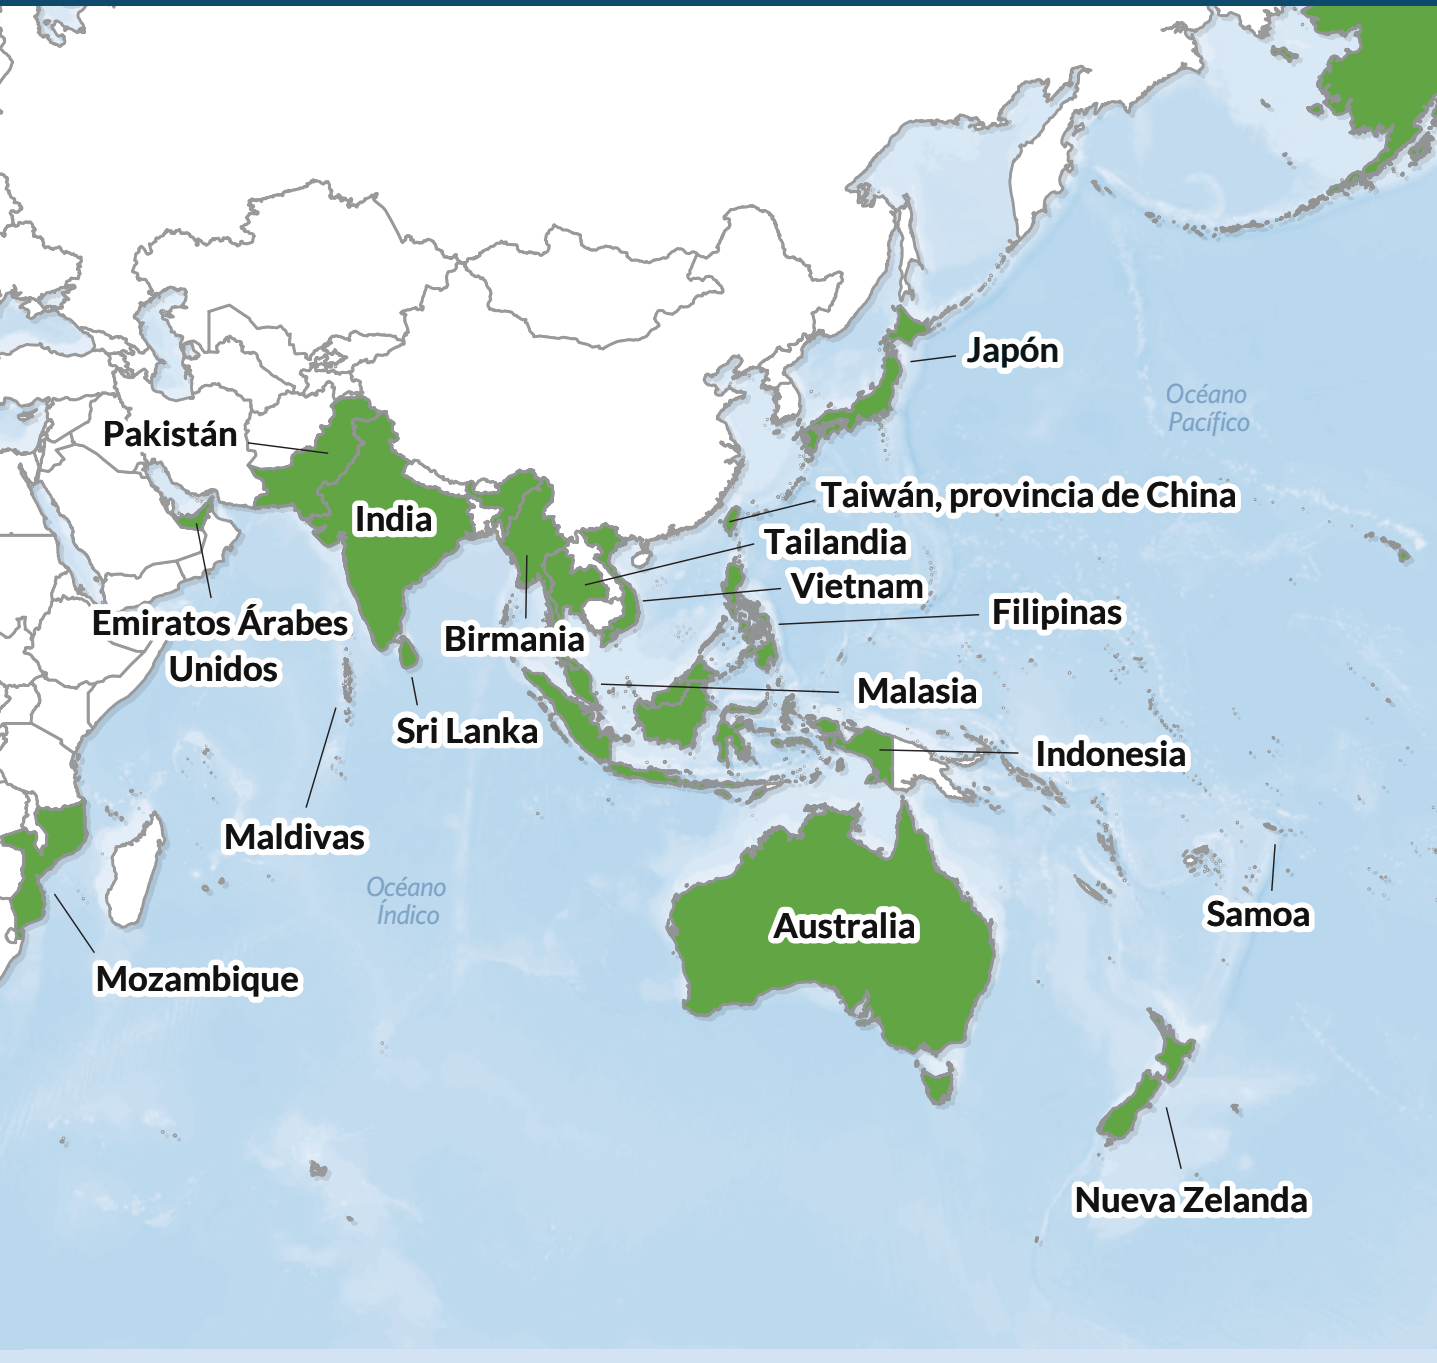 Japón
Océano
Pacífico
Pakistán
Taiwán, provincia de China
India
Tailandia
Vietnam
Filipinas
Emiratos Árabes
Unidos
Birmania
Malasia
Sri Lanka
Indonesia
Maldivas
Océano
Índico
Samoa
Australia
Mozambique
Nueva Zelanda